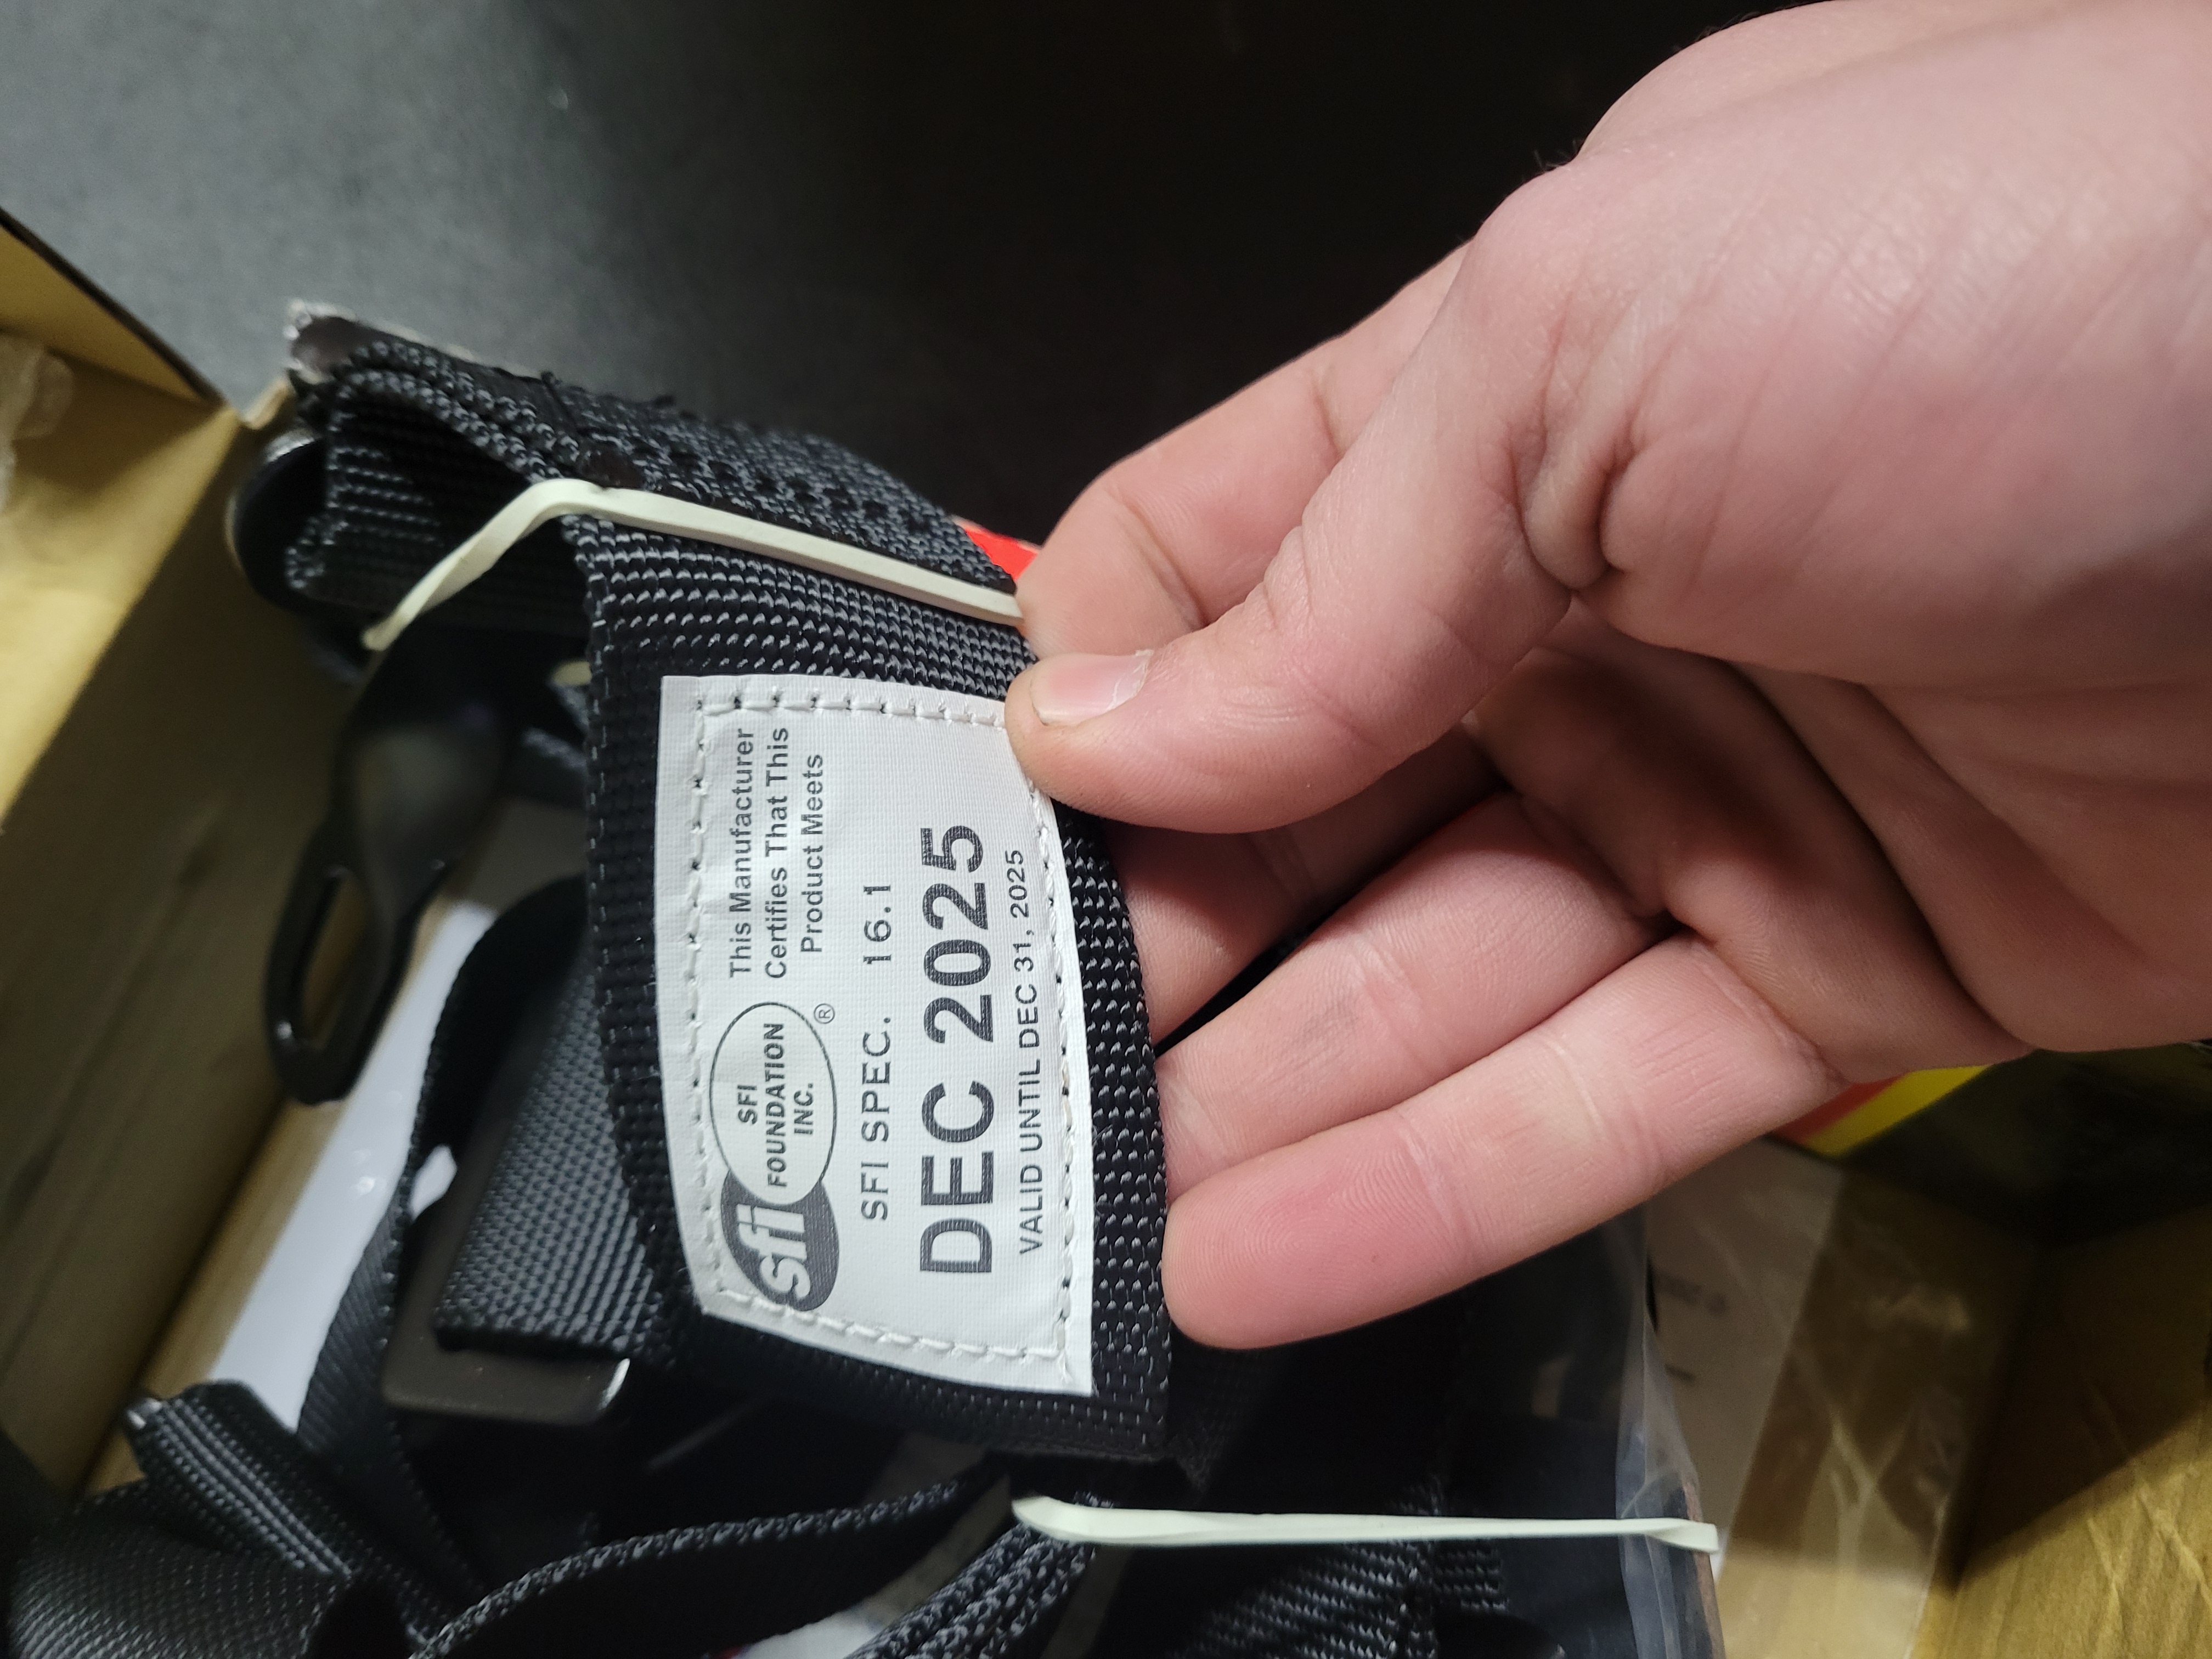 sfi
SFI
FOUNDATION
INC.
®
This Manufacturer
Certifies That This
Product Meets
SFI SPEC. 16.1
DEC 2025
VALID UNTIL DEC 31, 2025